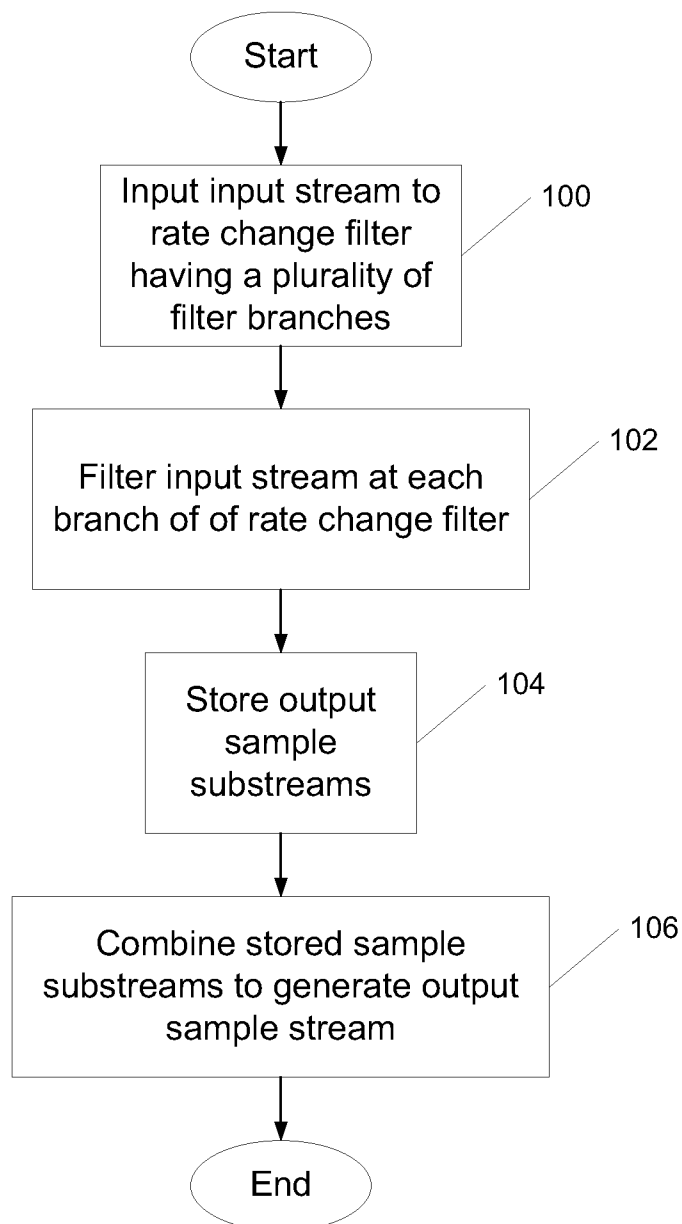 Start
Input input stream to
rate change filter
having a plurality of
filter branches
100
Filter input stream at each
branch of of rate change filter
102
Store output
sample
substreams
104
Combine stored sample
substreams to generate output
sample stream
106
End